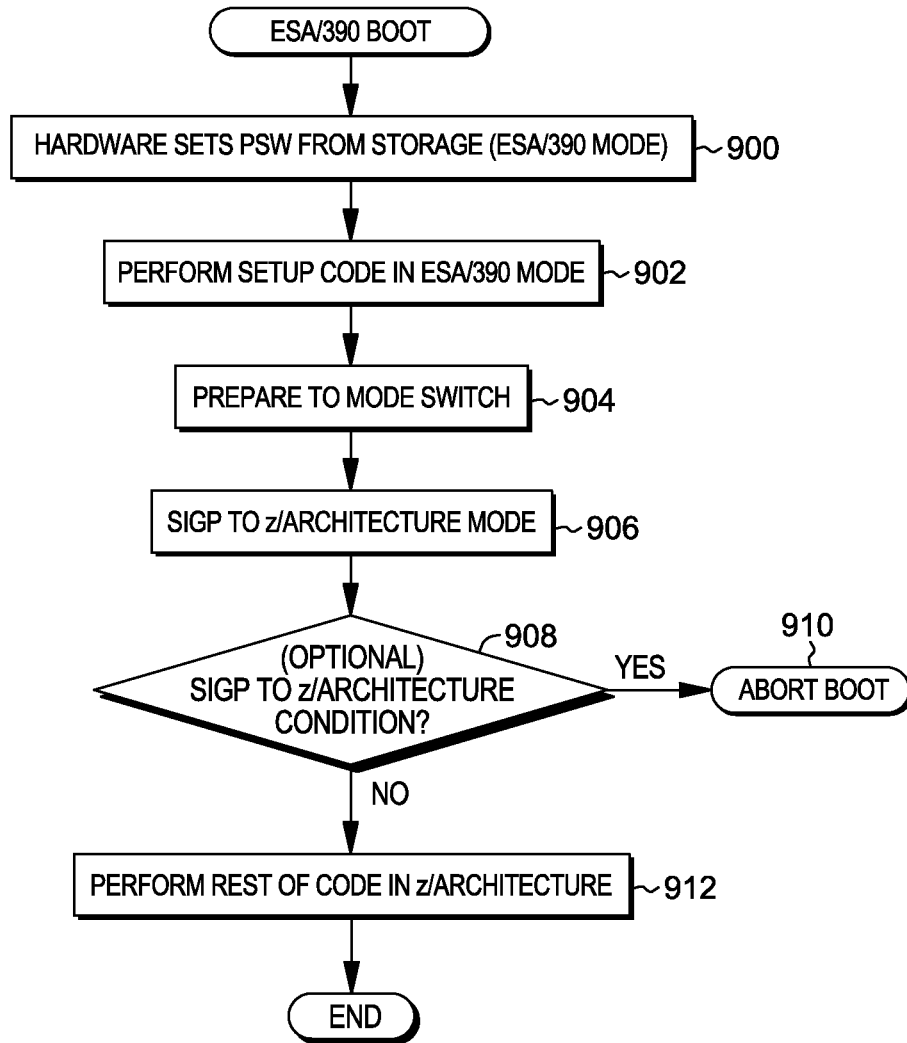 ESA/390 BOOT
HARDWARE SETS PSW FROM STORAGE (ESA/390 MODE)
900
PERFORM SETUP CODE IN ESA/390 MODE
902
PREPARE TO MODE SWITCH
904
SIGP TO z/ARCHITECTURE MODE
906
908
(OPTIONAL)
SIGP TO z/ARCHITECTURE
CONDITION?
YES
910
ABORT BOOT
NO
PERFORM REST OF CODE IN z/ARCHITECTURE
912
END